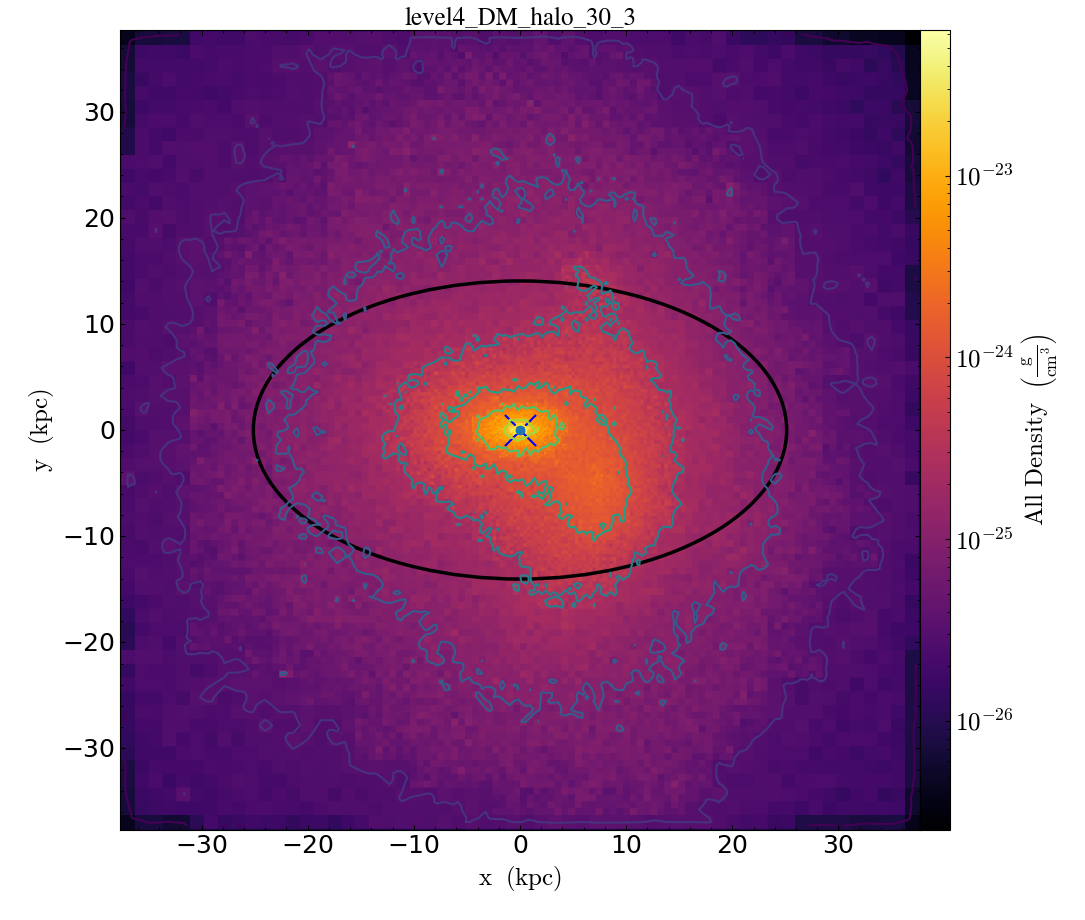 level4_DM_halo_30_3
30
20
10
0
−10
−20
−30
y (kpc)
−30 −20 −10 0 10 20 30
x (kpc)
10^{−23}
10^{−24}
10^{−25}
10^{−26}
All Density (g/cm^3)